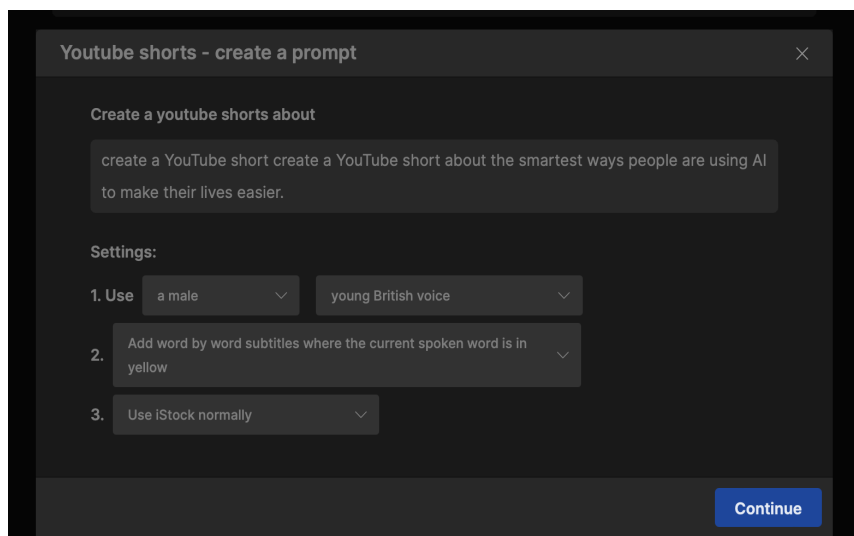 Youtube shorts - create a prompt
Create a youtube shorts about
create a YouTube short create a YouTube short about the smartest ways people are using AI
to make their lives easier.
Settings:
1. Use a male young British voice
2. Add word by word subtitles where the current spoken word is in
yellow
3. Use iStock normally
Continue